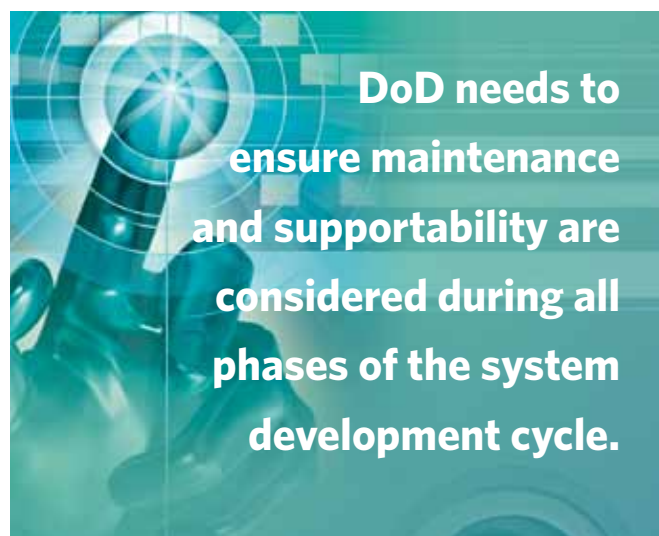 DoD needs to
ensure maintenance
and supportability are
considered during all
phases of the system
development cycle.